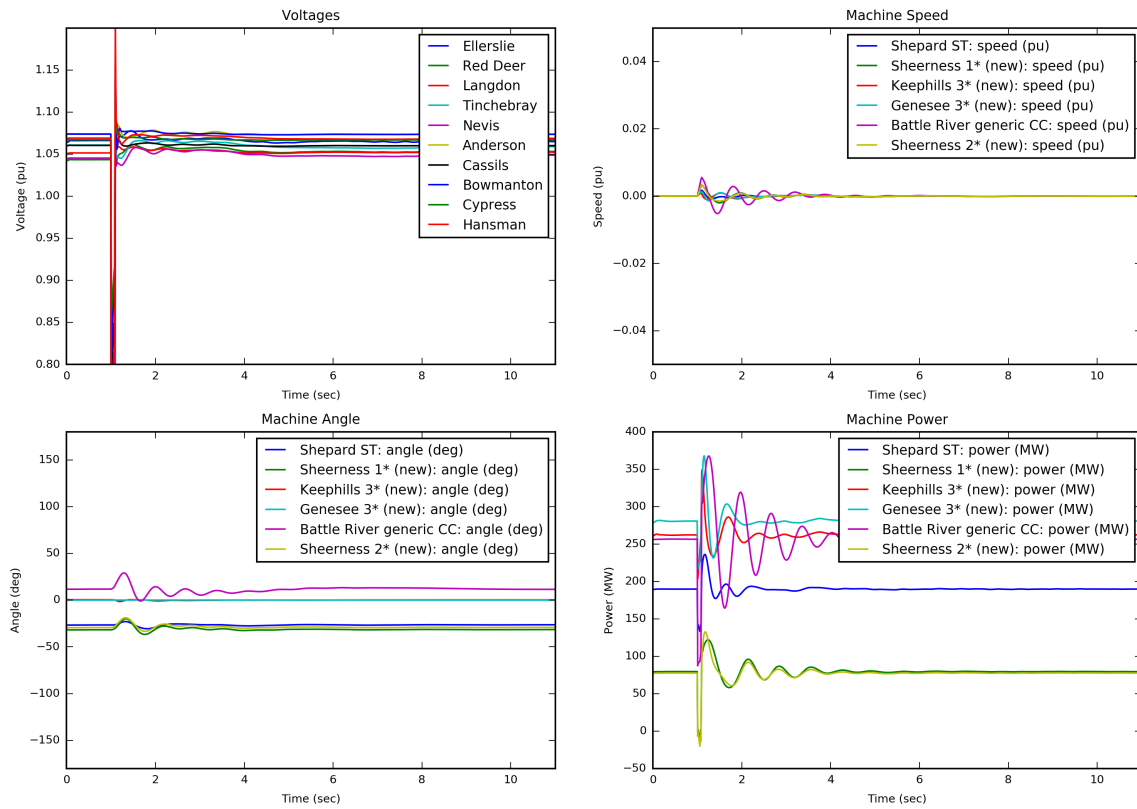 Voltages
1.15
1.10
1.05
1.00
0.95
0.90
0.85
0.80
Voltage (pu)
0
2
4
6
8
10
Time (sec)
Ellerslie
Red Deer
Langdon
Tinchebray
Nevis
Anderson
Cassils
Bowmanton
Cypress
Hansman
Machine Speed
0.04
0.02
0.00
−0.02
−0.04
Speed (pu)
0
2
4
6
8
10
Time (sec)
Shepard ST: speed (pu)
Sheerness 1* (new): speed (pu)
Keephills 3* (new): speed (pu)
Genesee 3* (new): speed (pu)
Battle River generic CC: speed (pu)
Sheerness 2* (new): speed (pu)
Machine Angle
150
100
50
0
−50
−100
−150
Angle (deg)
0
2
4
6
8
10
Time (sec)
Shepard ST: angle (deg)
Sheerness 1* (new): angle (deg)
Keephills 3* (new): angle (deg)
Genesee 3* (new): angle (deg)
Battle River generic CC: angle (deg)
Sheerness 2* (new): angle (deg)
Machine Power
400
350
300
250
200
150
100
50
0
−50
Power (MW)
0
2
4
6
8
10
Time (sec)
Shepard ST: power (MW)
Sheerness 1* (new): power (MW)
Keephills 3* (new): power (MW)
Genesee 3* (new): power (MW)
Battle River generic CC: power (MW)
Sheerness 2* (new): power (MW)